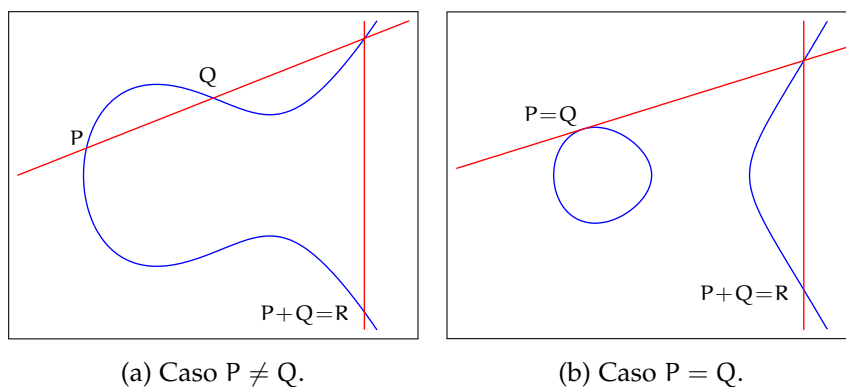 Q
P
P+Q=R
(a) Caso P ≠ Q.
P=Q
P+Q=R
(b) Caso P = Q.